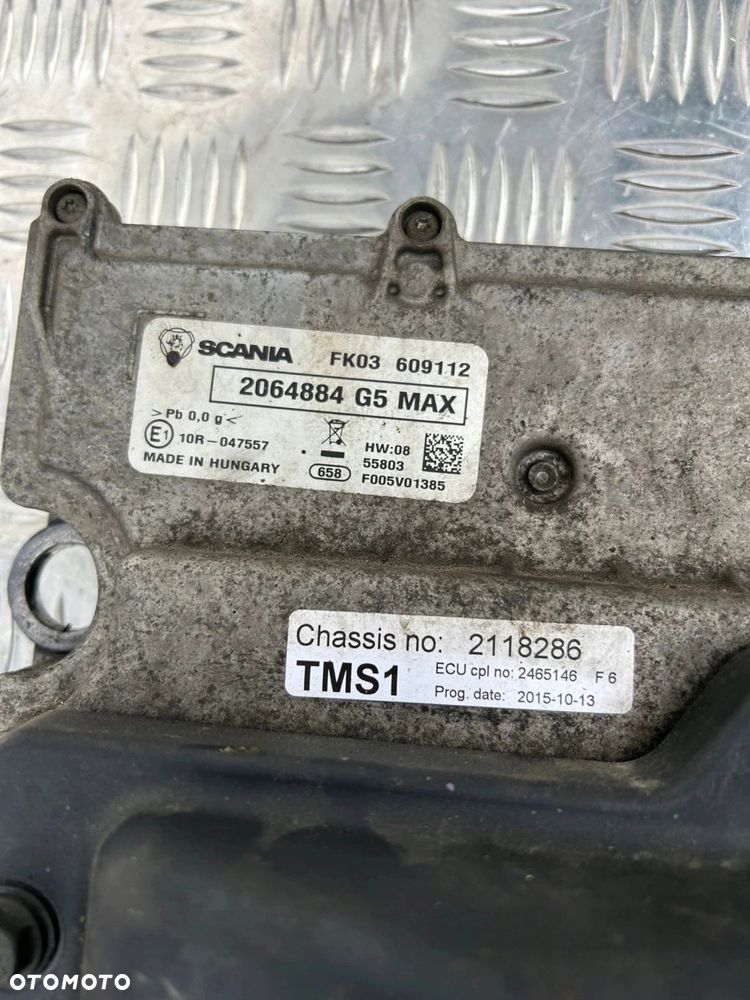 SCANIA FK03 609112
2064884 G5 MAX
>Pb 0,0 g<
E1 10R-047557
HW:08
55803
MADE IN HUNGARY
658
F005V01385
Chassis no: 2118286
TMS1
ECU cpl no: 2465146 F 6
Prog. date: 2015-10-13
OTOMOTO